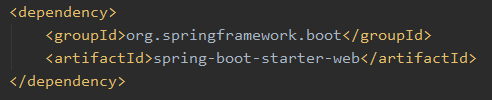 <dependency>
    <groupId>org.springframework.boot</groupId>
    <artifactId>spring-boot-starter-web</artifactId>
</dependency>